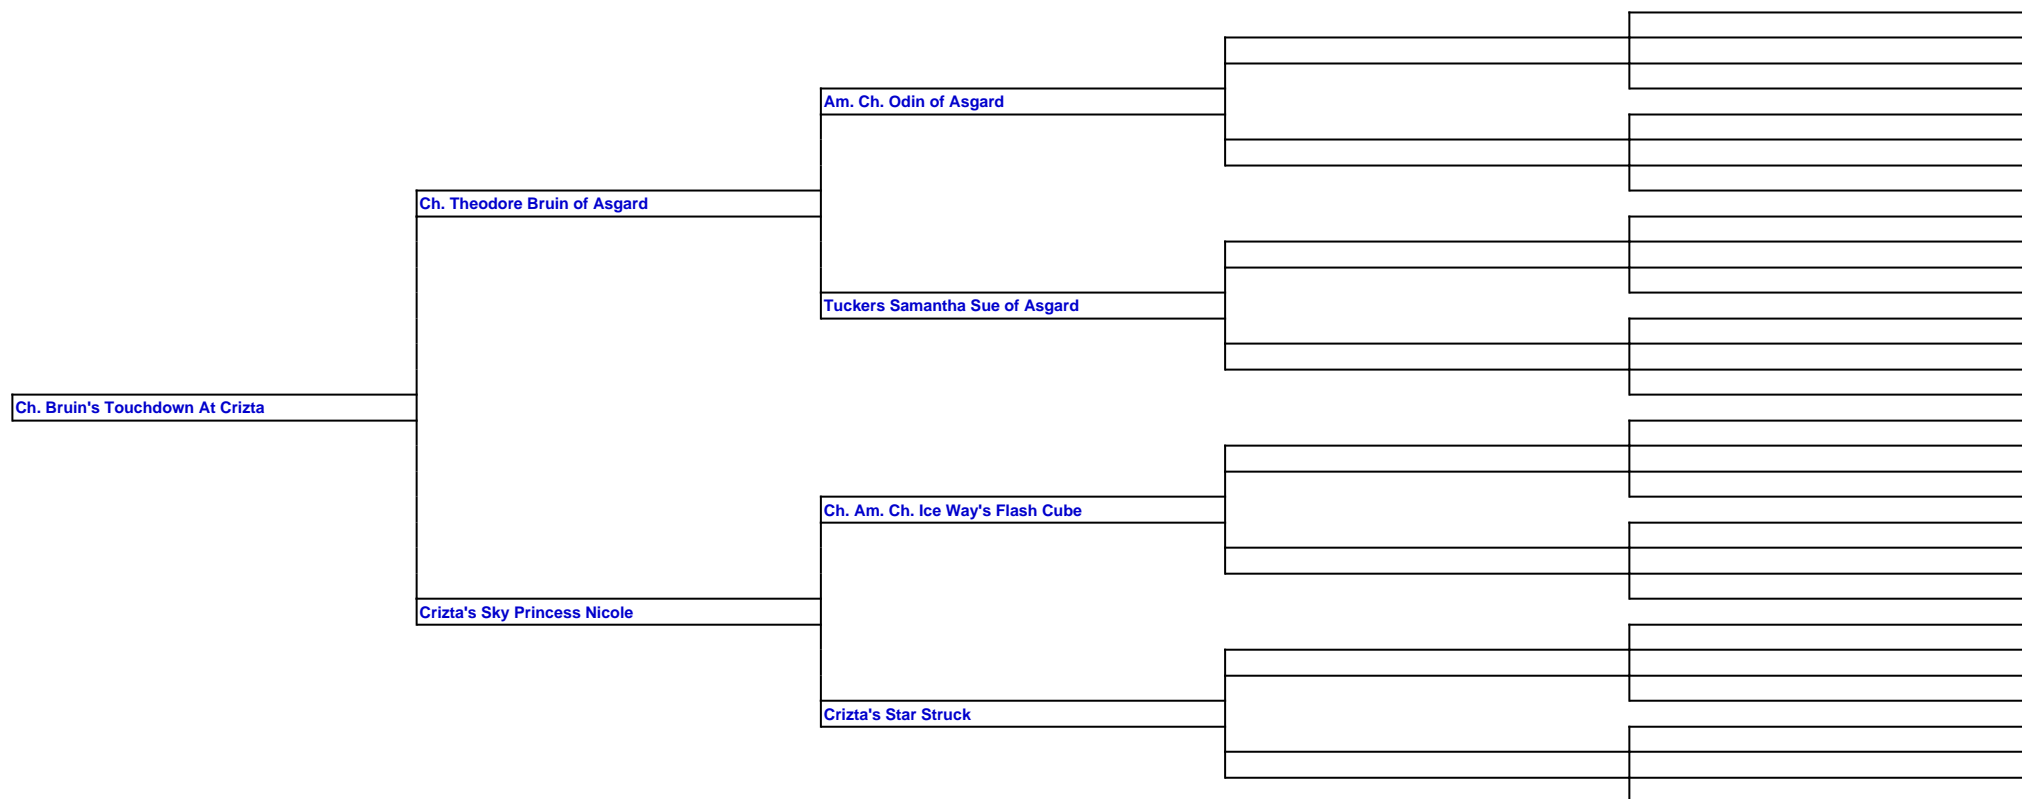 Am. Ch. Odin of Asgard
Ch. Theodore Bruin of Asgard
Tuckers Samantha Sue of Asgard
Ch. Bruin's Touchdown At Crizta
Ch. Am. Ch. Ice Way's Flash Cube
Crizta's Sky Princess Nicole
Crizta's Star Struck